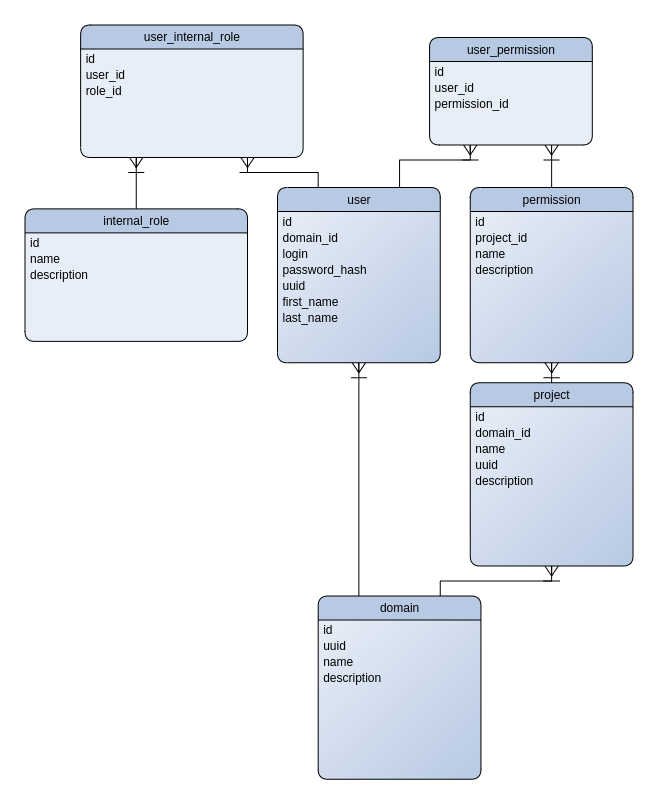 user_internal_role
id
user_id
role_id
user_permission
id
user_id
permission_id
internal_role
id
name
description
user
id
domain_id
login
password_hash
uuid
first_name
last_name
permission
id
project_id
name
description
project
id
domain_id
name
uuid
description
domain
id
uuid
name
description